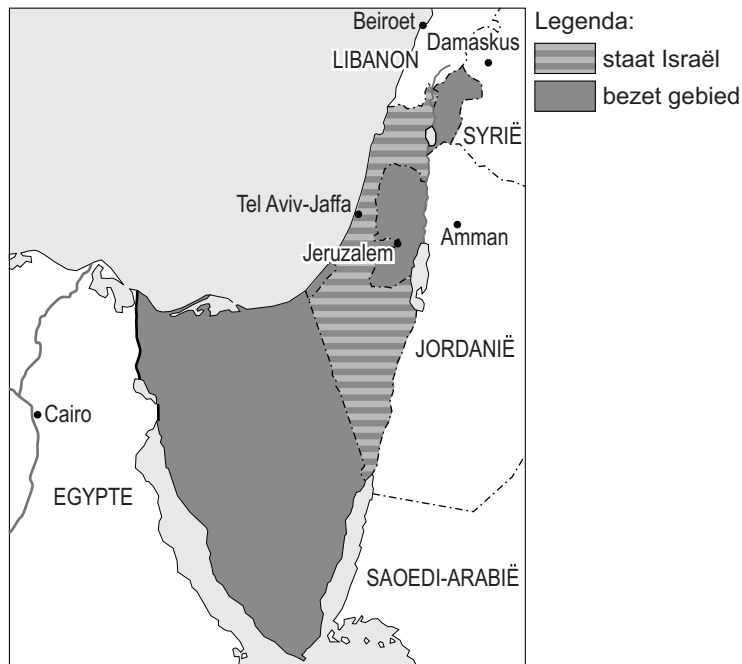 Beiroet
LIBANON
Damaskus
SYRIË
Tel Aviv-Jaffa
Jeruzalem
Amman
JORDANIË
Cairo
EGYPTE
SAOEDI-ARABIË
Legenda:
staat Israël
bezet gebied